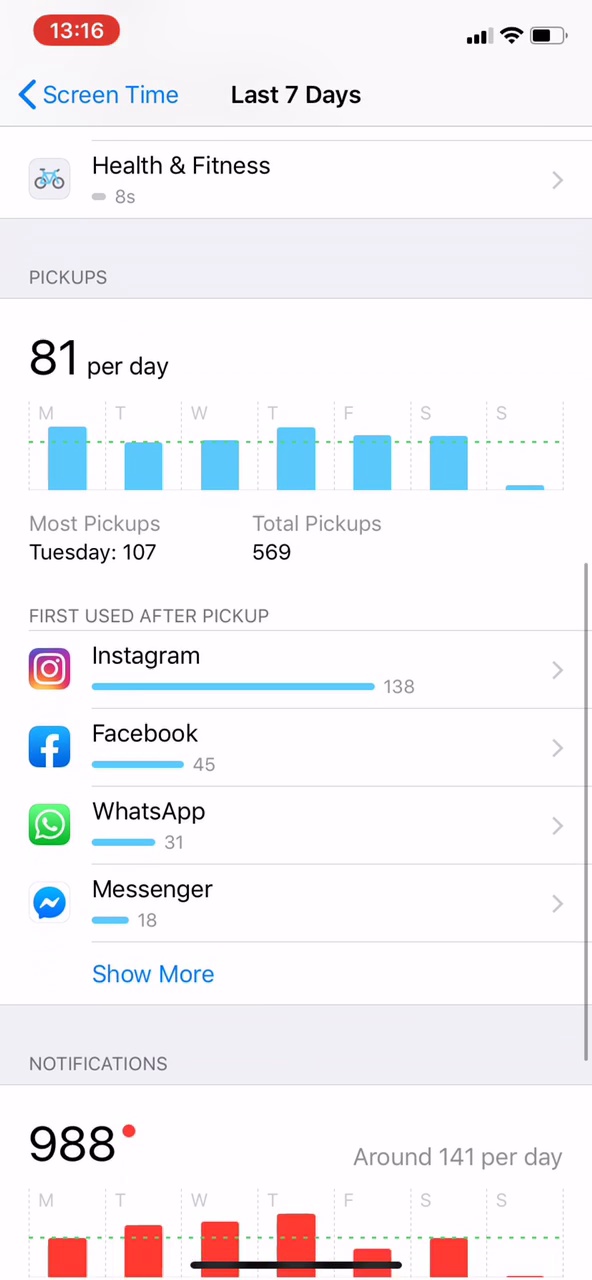 13:16
Screen Time
Last 7 Days
Health & Fitness
8s
PICKUPS
81 per day
M T W T F S S
Most Pickups Total Pickups
Tuesday: 107 569
FIRST USED AFTER PICKUP
Instagram
138
Facebook
45
WhatsApp
31
Messenger
18
Show More
NOTIFICATIONS
988
Around 141 per day
M T W T F S S